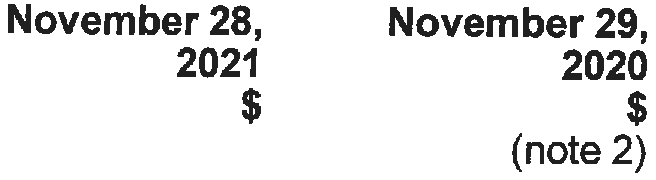 November 28, November 29,
2021 2020
$ $
(note 2)